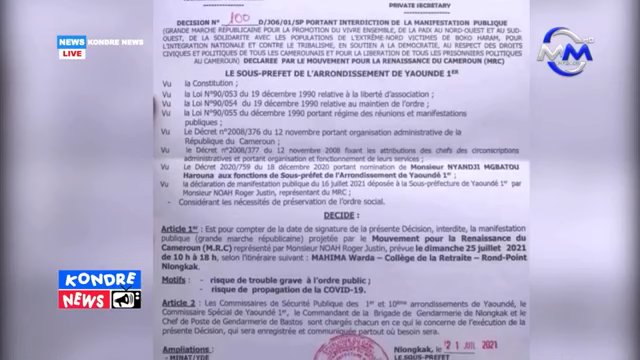 PRIVATE SECRETARY
DECISION N° 100 D/J06/01/SP PORTANT INTERDICTION DE LA MANIFESTATION PUBLIQUE
(GRANDE MARCHE RÉPUBLICAINE POUR LA PROMOTION DU VIVRE ENSEMBLE, DE LA PAIX AU NORD-OUEST ET AU SUD-
OUEST, DE LA SOLIDARITE AVEC LES POPULATIONS DE L'EXTREME-NORD VICTIMES DE BOKO HARAM, POUR
L'INTEGRATION NATIONALE ET CONTRE LE TRIBALISME, EN SOUTIEN A LA DEMOCRATIE, AU RESPECT DES DROITS
CIVIQUES ET POLITIQUES DE TOUS LES CAMEROUNAIS ET POUR LA LIBERATION DE TOUS LES PRISONNIERS POLITIQUES
AU CAMEROUN) DECLAREE PAR LE MOUVEMENT POUR LA RENAISSANCE DU CAMEROUN (MRC)
NEWS KONDRE NEWS
LIVE
LE SOUS-PREFET DE L'ARRONDISSEMENT DE YAOUNDE 1ER
Vu la Constitution ;
Vu la Loi N°90/053 du 19 décembre 1990 relative à la liberté d'association ;
Vu la Loi N°90/054 du 19 décembre 1990 relative au maintien de l'ordre ;
Vu la Loi N°90/055 du 19 décembre 1990 portant régime des réunions et manifestations
publiques ;
Vu Le Décret n°2008/376 du 12 novembre portant organisation administrative de la
République du Cameroun ;
Vu le Décret n°2008/377 du 12 novembre 2008 fixant les attributions des chefs des circonscriptions
administratives et portant organisation et fonctionnement de leurs services ;
Vu Le Décret 2020/759 du 18 décembre 2020 portant nomination de Monsieur NYANDJI MGBATOU
Harouna aux fonctions de Sous-préfet de l'Arrondissement de Yaoundé 1er ;
Vu la déclaration de manifestation publique du 16 juillet 2021 déposée à la Sous-préfecture de Yaoundé 1er par
Monsieur NOAH Roger Justin, représentant du MRC ;
- Considérant les nécessités de préservation de l'ordre social.
DECIDE :
Article 1er : Est pour compter de la date de signature de la présente Décision, interdite, la manifestation
publique (grande marche républicaine) projetée par le Mouvement pour la Renaissance du
Cameroun (M.R.C) représenté par Monsieur NOAH Roger Justin, prévue le dimanche 25 juillet 2021
de 10 h à 18 h, selon l'itinéraire suivant : MAHIMA Warda – Collège de la Retraite – Rond-Point
Nlongkak.
Motifs : - risque de trouble grave à l'ordre public ;
- risque de propagation de la COVID-19.
KONDRE
NEWS
Article 2 : Les Commissaires de Sécurité Publique des 1er et 10ème arrondissements de Yaoundé, le
Commissaire Spécial de Yaoundé 1er, le Commandant la Brigade de Gendarmerie de Nlongkak et le
Chef de Poste de Gendarmerie de Bastos sont chargés chacun en ce qui le concerne de l'exécution de la
présente Décision, qui sera enregistrée et communiquée partout où besoin sera.
Ampliations :
Nlongkak, le 21 JUIL 2021
LE SOUS-PREFET